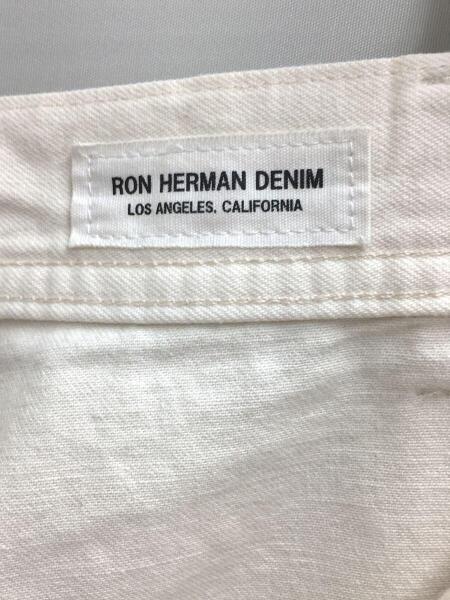 RON HERMAN DENIM
LOS ANGELES, CALIFORNIA